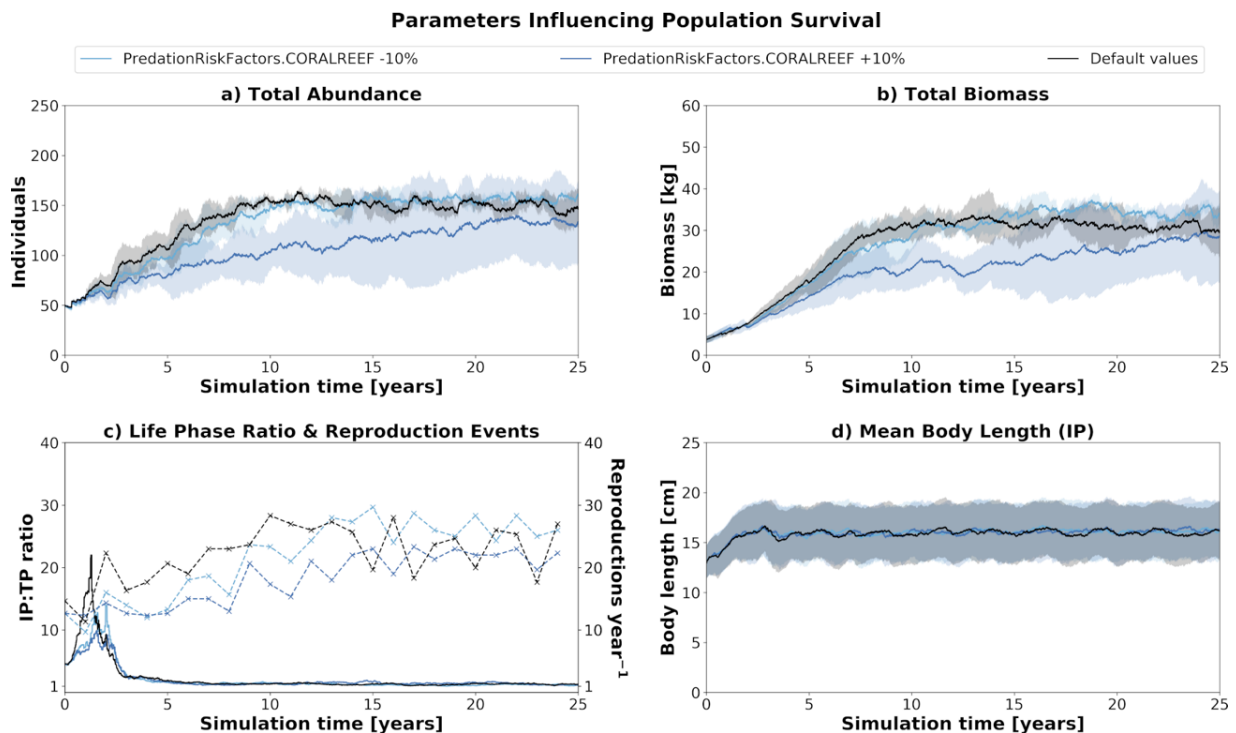 Parameters Influencing Population Survival
PredationRiskFactors.CORALREEF -10% PredationRiskFactors.CORALREEF +10% Default values
a) Total Abundance
250
200
150
100
50
0
Individuals
0 5 10 15 20 25
Simulation time [years]
b) Total Biomass
60
50
40
30
20
10
0
Biomass [kg]
0 5 10 15 20 25
Simulation time [years]
c) Life Phase Ratio & Reproduction Events
40
30
20
10
1
IP:TP ratio
40
30
20
10
1
Reproductions year⁻¹
0 5 10 15 20 25
Simulation time [years]
d) Mean Body Length (IP)
25
20
15
10
5
0
Body length [cm]
0 5 10 15 20 25
Simulation time [years]